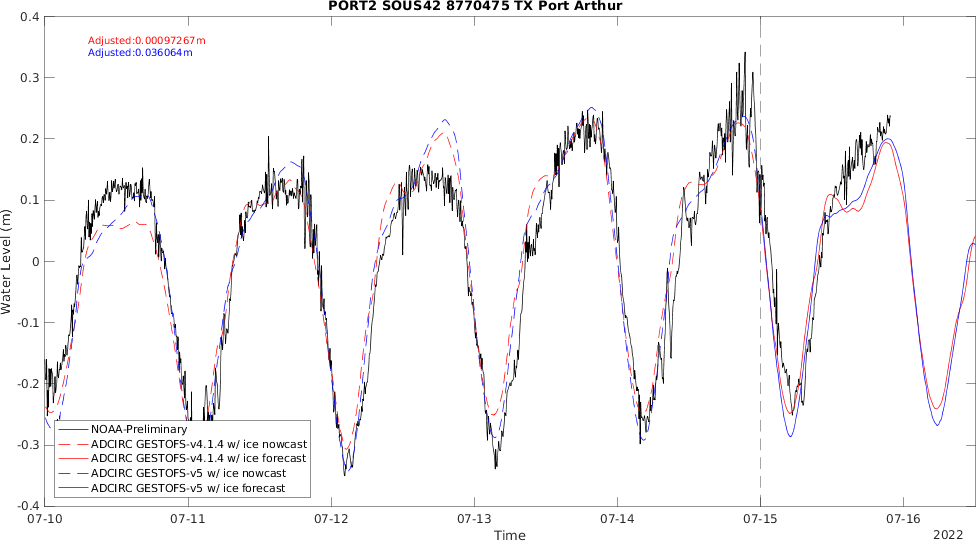 PORT2 SOUS42 8770475 TX Port Arthur
0.4
Adjusted:0.00097267m
Adjusted:0.036064m
0.3
0.2
0.1
0
-0.1
-0.2
-0.3
-0.4
Water Level (m)
NOAA-Preliminary
ADCIRC GESTOFS-v4.1.4 w/ ice nowcast
ADCIRC GESTOFS-v4.1.4 w/ ice forecast
ADCIRC GESTOFS-v5 w/ ice nowcast
ADCIRC GESTOFS-v5 w/ ice forecast
07-10 07-11 07-12 07-13 07-14 07-15 07-16
Time
2022